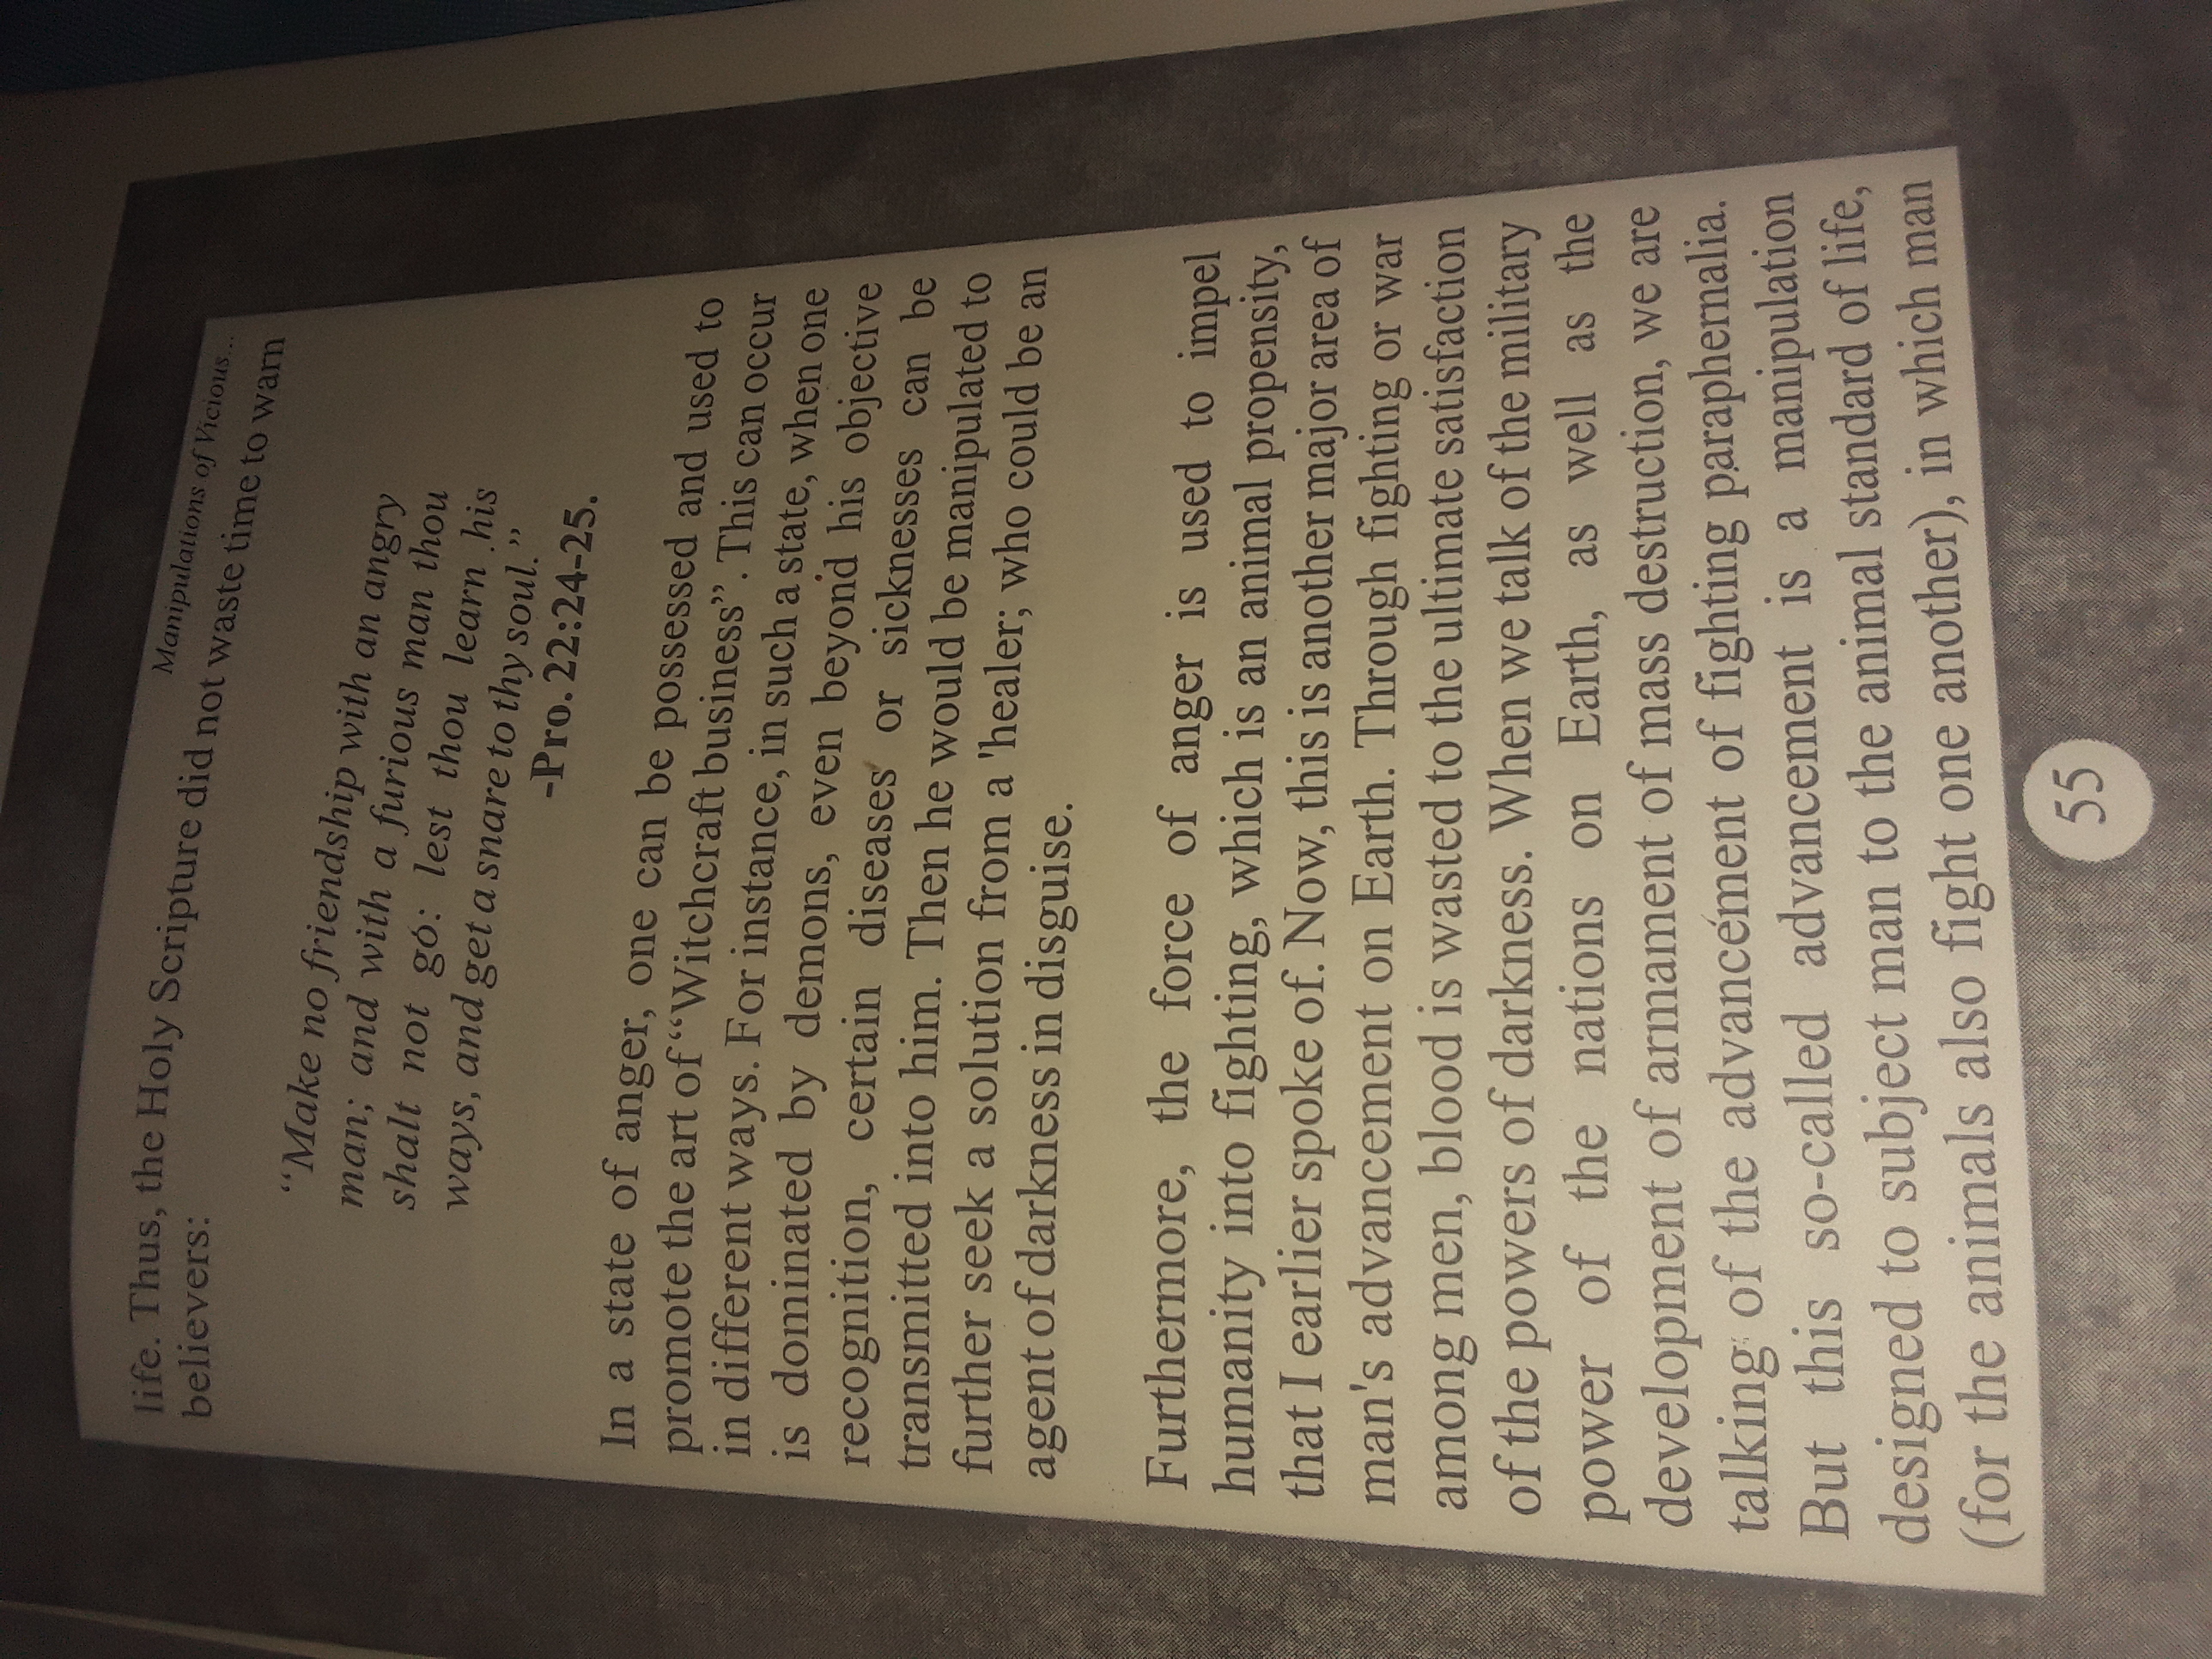 Manipulations of Vicious...
life. Thus, the Holy Scripture did not waste time to warn
believers:
“Make no friendship with an angry
man; and with a furious man thou
shalt not go: lest thou learn his
ways, and get a snare to thy soul.”
-Pro. 22:24-25.
In a state of anger, one can be possessed and used to
promote the art of “Witchcraft business”. This can occur
in different ways. For instance, in such a state, when one
is dominated by demons, even beyond his objective
recognition, certain diseases or sicknesses can be
transmitted into him. Then he would be manipulated to
further seek a solution from a 'healer; who could be an
agent of darkness in disguise.
Furthermore, the force of anger is used to impel
humanity into fighting, which is an animal propensity,
that I earlier spoke of. Now, this is another major area of
man's advancement on Earth. Through fighting or war
among men, blood is wasted to the ultimate satisfaction
of the powers of darkness. When we talk of the military
power of the nations on Earth, as well as the
development of armament of mass destruction, we are
talking of the advancement of fighting paraphernalia.
But this so-called advancement is a manipulation
designed to subject man to the animal standard of life,
(for the animals also fight one another), in which man
55